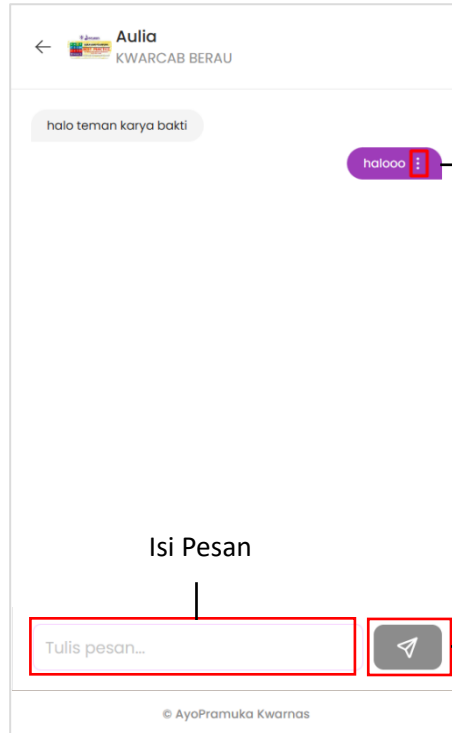 Aulia
KWARCAB BERAU
halo teman karya bakti
halooo
Isi Pesan
Tulis pesan...
© AyoPramuka Kwarnas